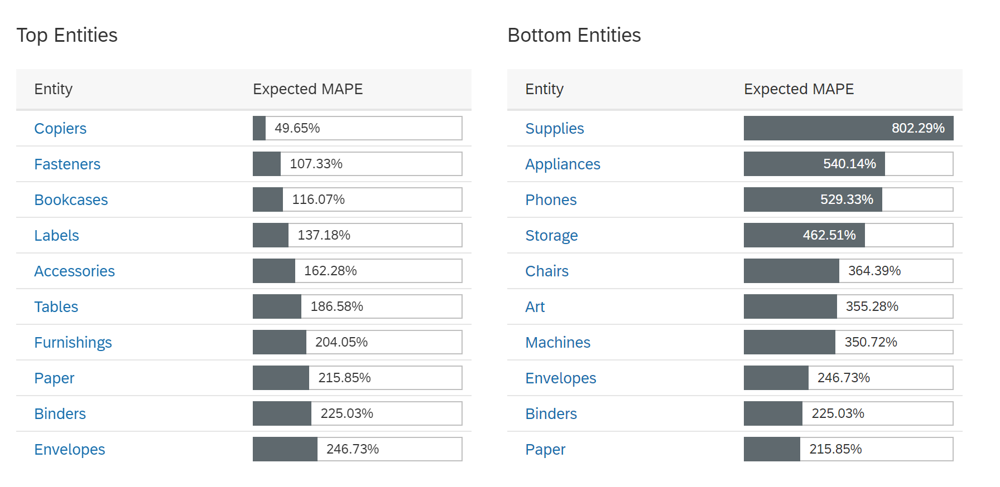 Top Entities
Entity Expected MAPE
Copiers 49.65%
Fasteners 107.33%
Bookcases 116.07%
Labels 137.18%
Accessories 162.28%
Tables 186.58%
Furnishings 204.05%
Paper 215.85%
Binders 225.03%
Envelopes 246.73%
Bottom Entities
Entity Expected MAPE
Supplies 802.29%
Appliances 540.14%
Phones 529.33%
Storage 462.51%
Chairs 364.39%
Art 355.28%
Machines 350.72%
Envelopes 246.73%
Binders 225.03%
Paper 215.85%